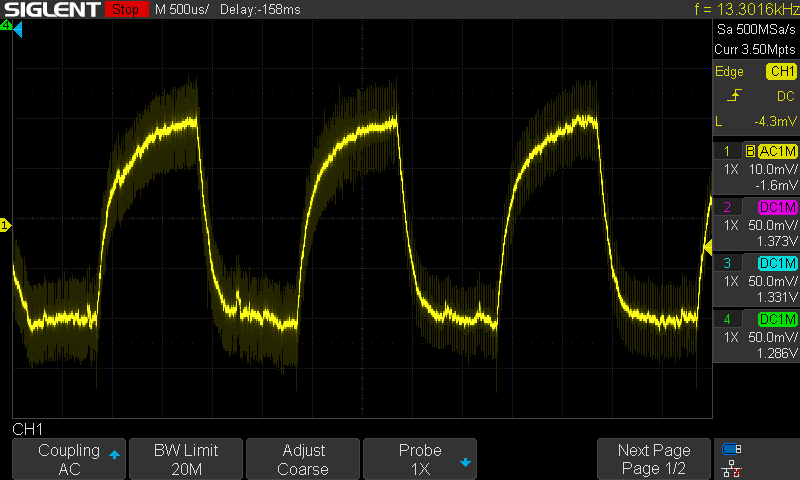 SIGLENT Stop M 500us/ Delay:-158ms f = 13.3016kHz
Sa 500MSa/s
Curr 3.50Mpts
Edge CH1
DC
L -4.3mV
1 B AC1M
1X 10.0mV/
-1.6mV
2 DC1M
1X 50.0mV/
1.373V
3 DC1M
1X 50.0mV/
1.331V
4 DC1M
1X 50.0mV/
1.286V
4
1
CH1
Coupling
AC
BW Limit
20M
Adjust
Coarse
Probe
1X
Next Page
Page 1/2